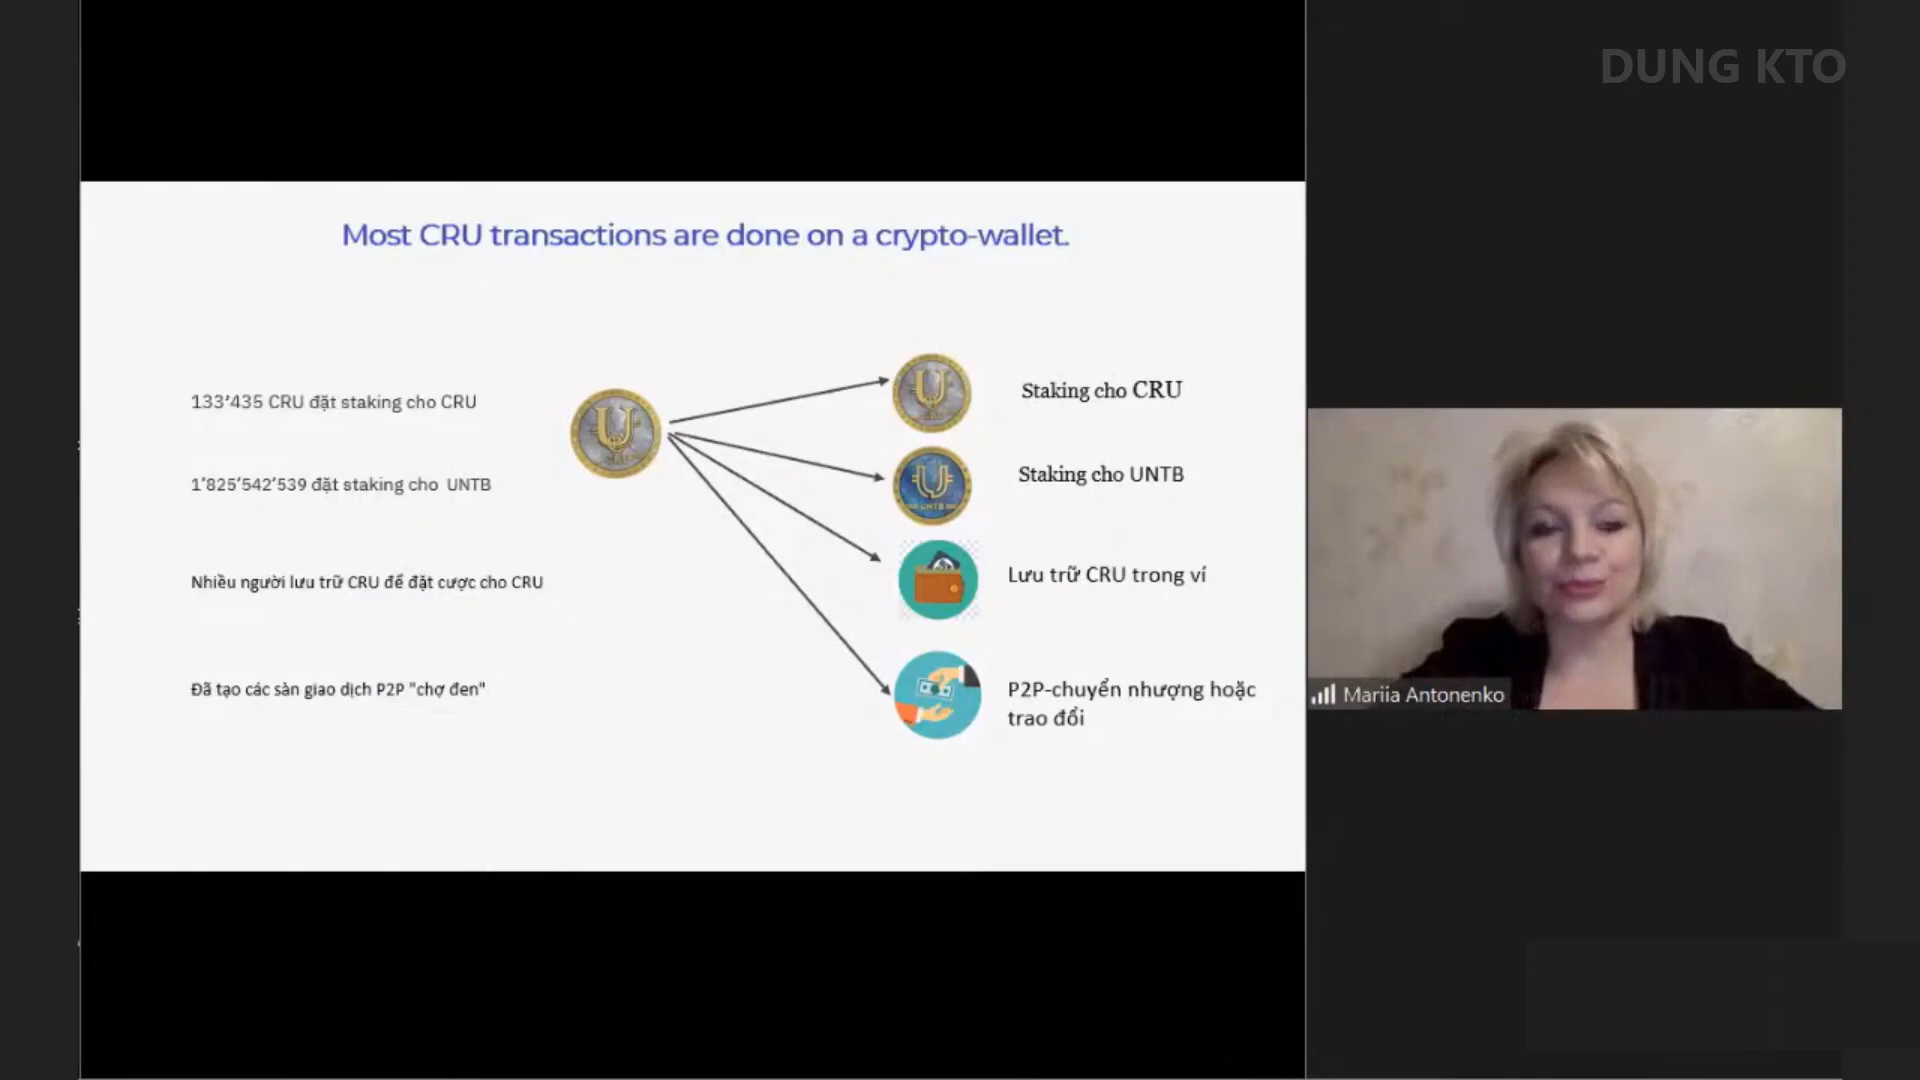 DUNG KTO
Most CRU transactions are done on a crypto-wallet.
133’435 CRU đặt staking cho CRU
1’825’542’539 đặt staking cho UNTB
Nhiều người lưu trữ CRU để đặt cược cho CRU
Đã tạo các sàn giao dịch P2P "chợ đen"
UNTB
Staking cho CRU
Staking cho UNTB
Lưu trữ CRU trong ví
P2P-chuyển nhượng hoặc
trao đổi
Mariia Antonenko